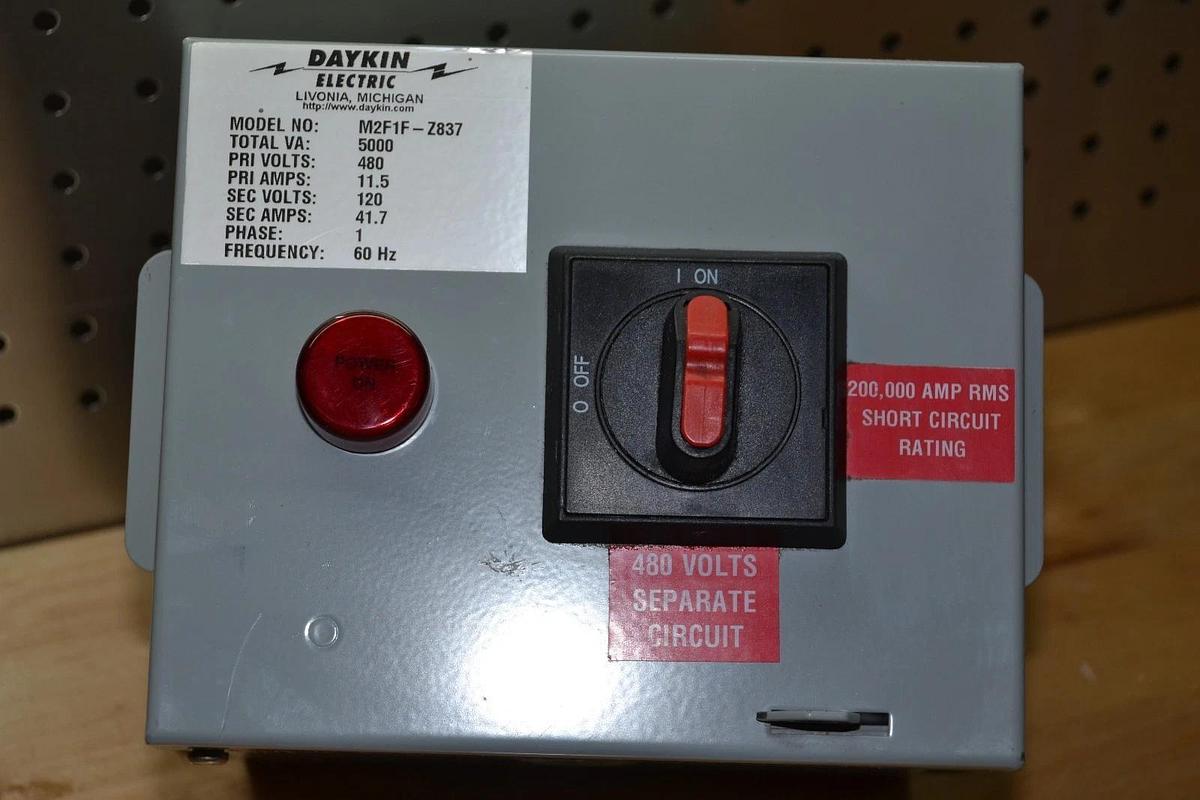 DAYKIN
ELECTRIC
LIVONIA, MICHIGAN
http://www.daykin.com
MODEL NO: M2F1F – Z837
TOTAL VA: 5000
PRI VOLTS: 480
PRI AMPS: 11.5
SEC VOLTS: 120
SEC AMPS: 41.7
PHASE: 1
FREQUENCY: 60 Hz
I ON
O OFF
POWER
ON
200,000 AMP RMS
SHORT CIRCUIT
RATING
480 VOLTS
SEPARATE
CIRCUIT